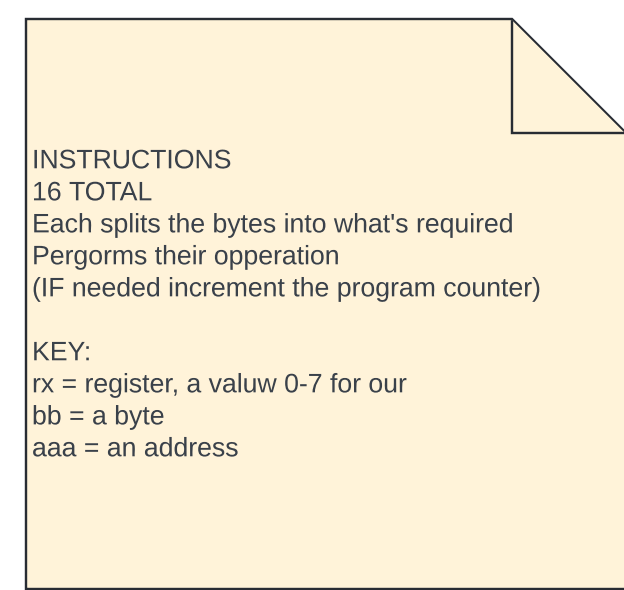 INSTRUCTIONS
16 TOTAL
Each splits the bytes into what's required
Pergorms their opperation
(IF needed increment the program counter)
KEY:
rx = register, a valuw 0-7 for our
bb = a byte
aaa = an address